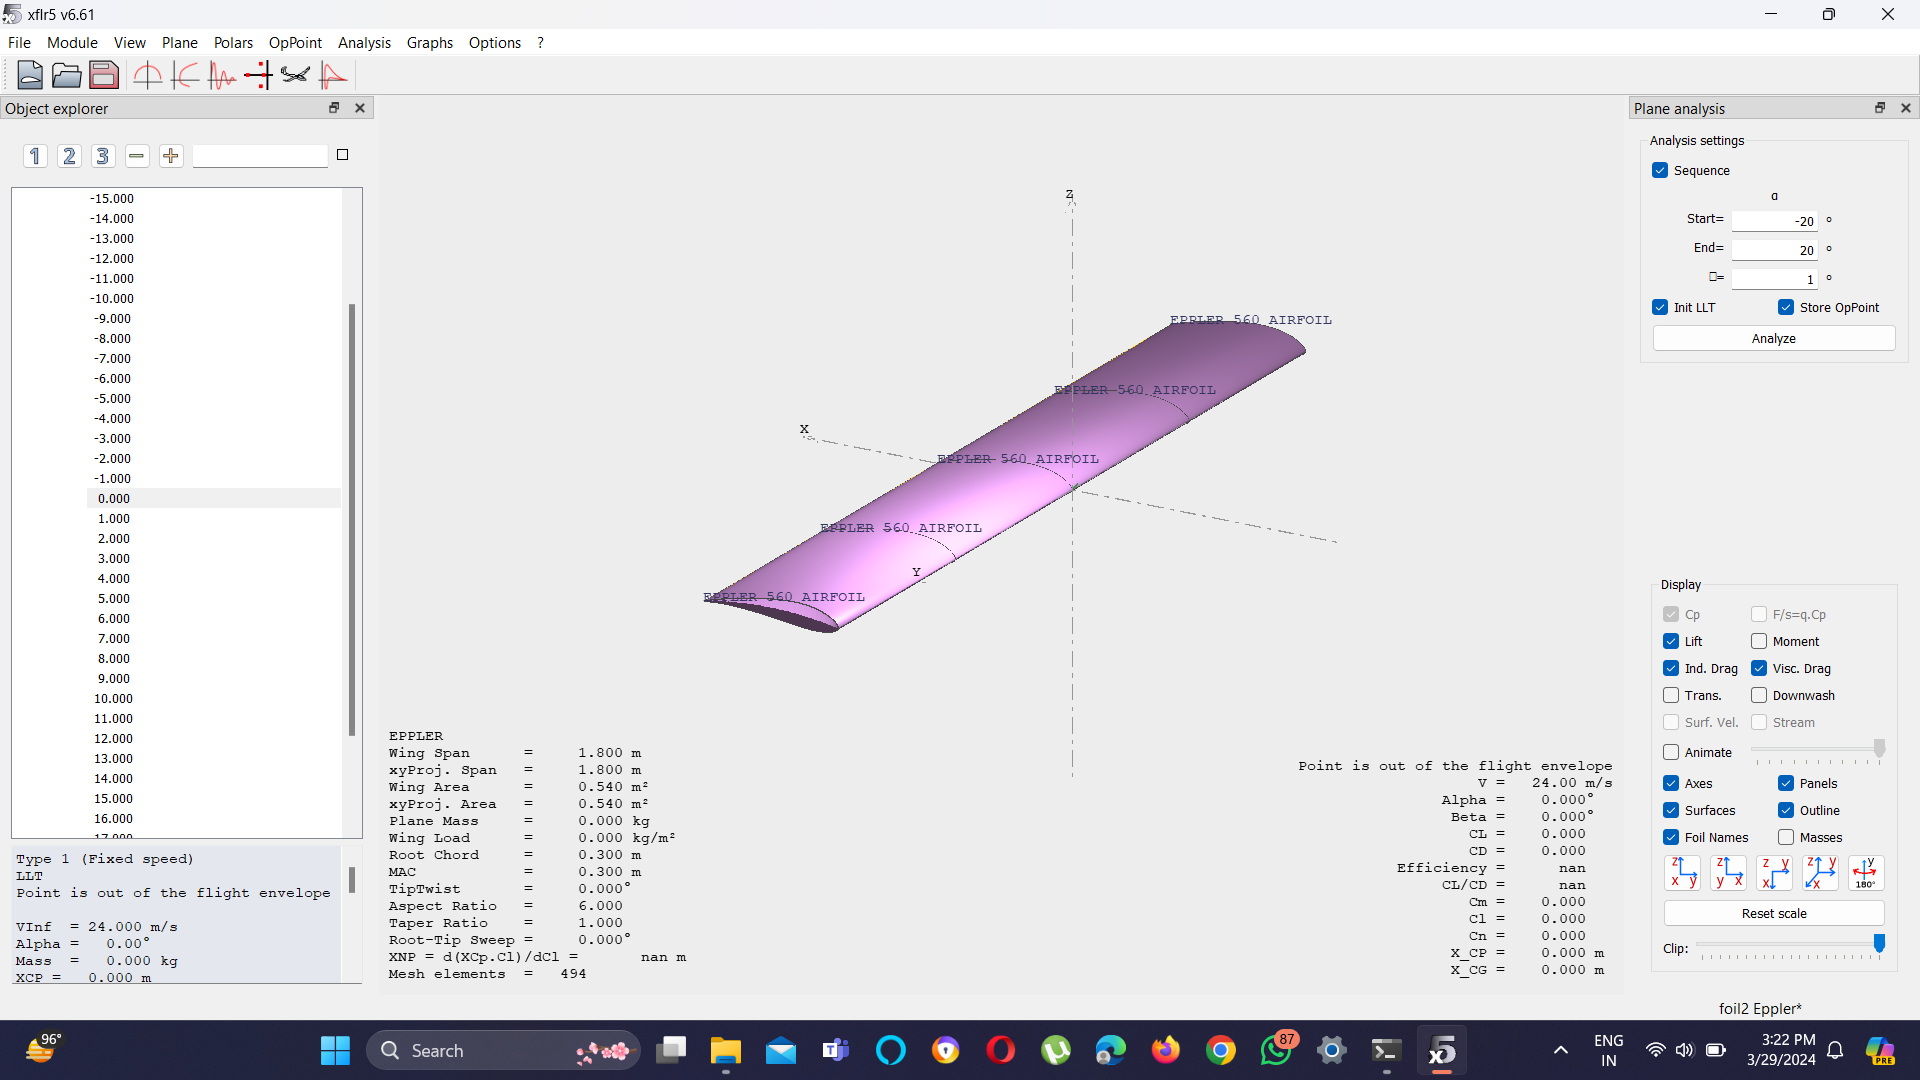 xflr5 v6.61
File Module View Plane Polars OpPoint Analysis Graphs Options ?
Object explorer
1 2 3
-15.000
-14.000
-13.000
-12.000
-11.000
-10.000
-9.000
-8.000
-7.000
-6.000
-5.000
-4.000
-3.000
-2.000
-1.000
0.000
1.000
2.000
3.000
4.000
5.000
6.000
7.000
8.000
9.000
10.000
11.000
12.000
13.000
14.000
15.000
16.000
17.000
Type 1 (Fixed speed)
LLT
Point is out of the flight envelope
VInf = 24.000 m/s
Alpha = 0.00°
Mass = 0.000 kg
XCP = 0.000 m
Z
X
Y
EPPLER 560 AIRFOIL
EPPLER 560 AIRFOIL
EPPLER 560 AIRFOIL
EPPLER 560 AIRFOIL
EPPLER 560 AIRFOIL
EPPLER
Wing Span = 1.800 m
xyProj. Span = 1.800 m
Wing Area = 0.540 m²
xyProj. Area = 0.540 m²
Plane Mass = 0.000 kg
Wing Load = 0.000 kg/m²
Root Chord = 0.300 m
MAC = 0.300 m
TipTwist = 0.000°
Aspect Ratio = 6.000
Taper Ratio = 1.000
Root-Tip Sweep = 0.000°
XNP = d(XCp.Cl)/dCl = nan m
Mesh elements = 494
Point is out of the flight envelope
V = 24.00 m/s
Alpha = 0.000°
Beta = 0.000°
CL = 0.000
CD = 0.000
Efficiency = nan
CL/CD = nan
Cm = 0.000
Cl = 0.000
Cn = 0.000
X_CP = 0.000 m
X_CG = 0.000 m
Plane analysis
Analysis settings
Sequence
α
Start= -20 °
End= 20 °
= 1 °
Init LLT Store OpPoint
Analyze
Display
Cp F/s=q.Cp
Lift Moment
Ind. Drag Visc. Drag
Trans. Downwash
Surf. Vel. Stream
Animate
Axes Panels
Surfaces Outline
Foil Names Masses
z x y z y x z y x z y x y 180°
Reset scale
Clip:
foil2 Eppler*
96°
Search
87
ENG
IN
3:22 PM
3/29/2024
PRE